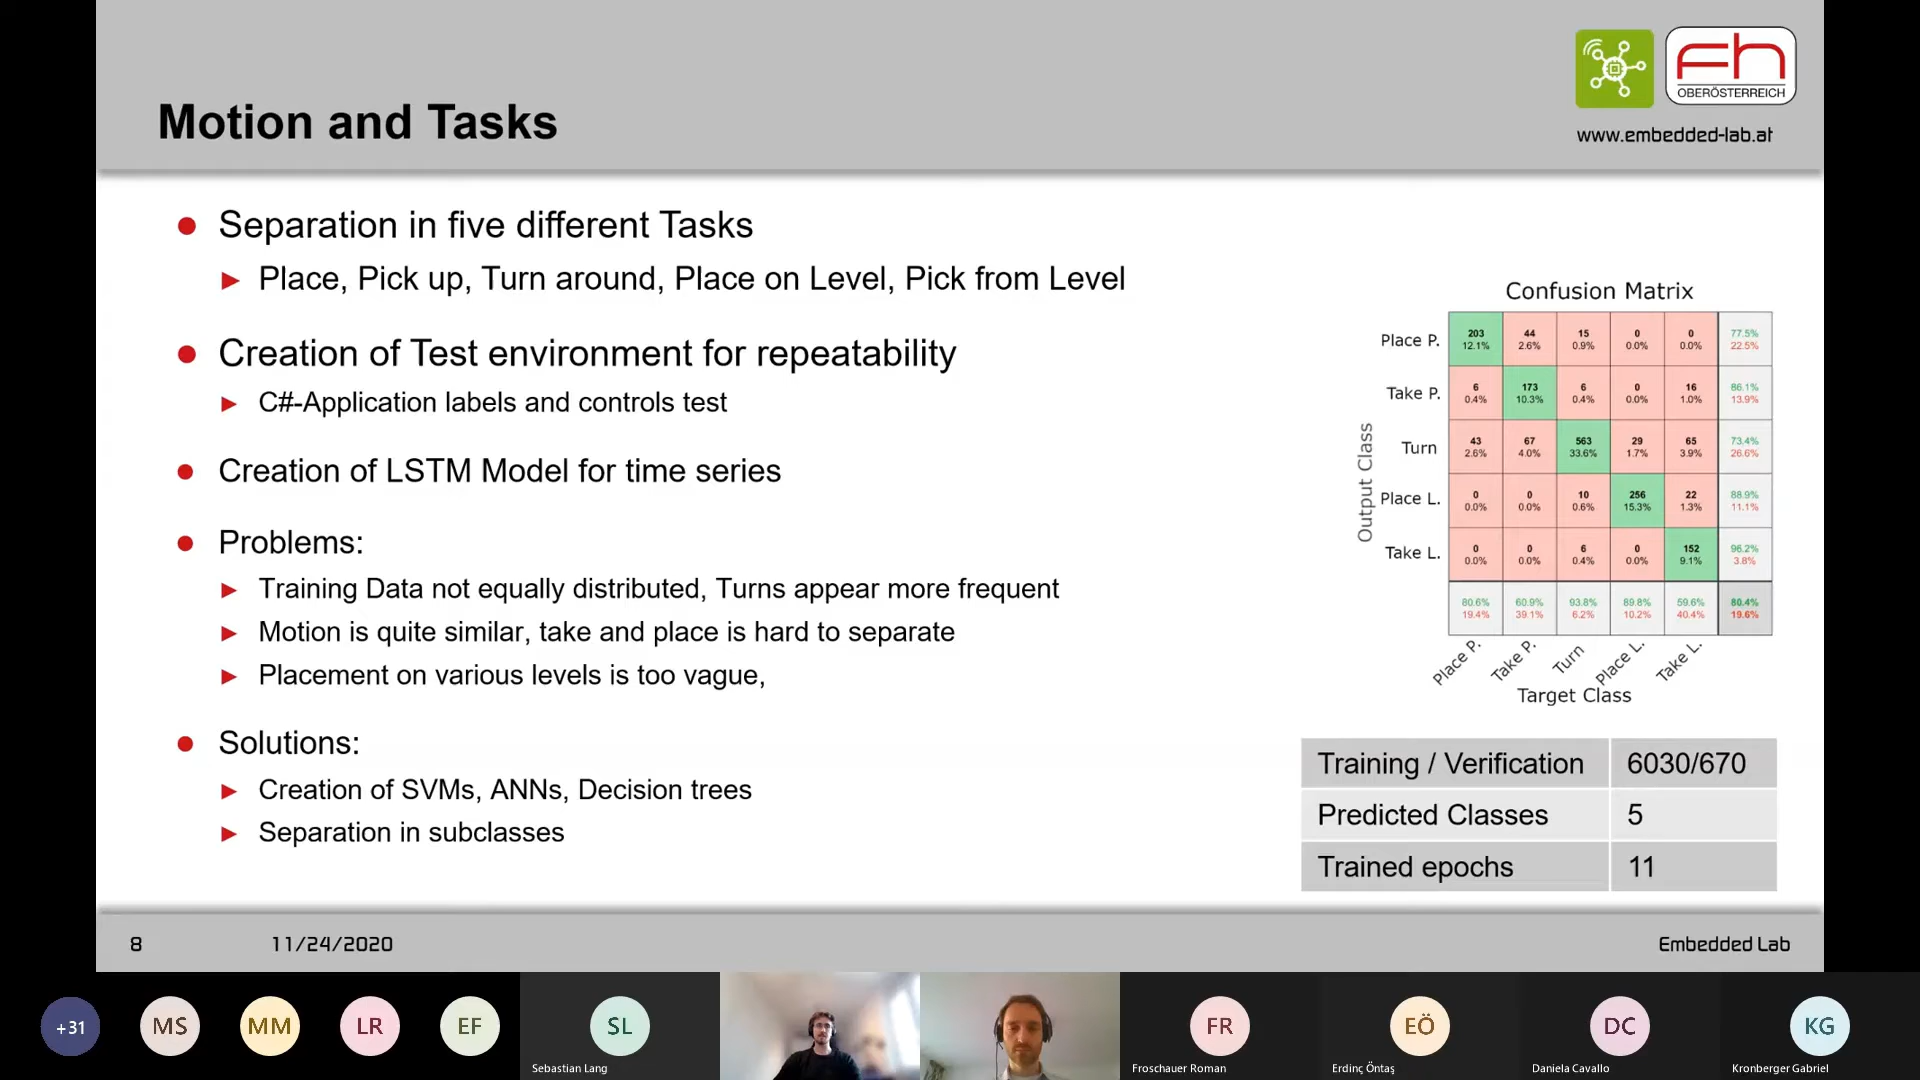 Fh
OBERÖSTERREICH
www.embedded-lab.at
Motion and Tasks
Separation in five different Tasks
Place, Pick up, Turn around, Place on Level, Pick from Level
Creation of Test environment for repeatability
C#-Application labels and controls test
Creation of LSTM Model for time series
Problems:
Training Data not equally distributed, Turns appear more frequent
Motion is quite similar, take and place is hard to separate
Placement on various levels is too vague,
Solutions:
Creation of SVMs, ANNs, Decision trees
Separation in subclasses
Confusion Matrix
Output Class
Place P. 203 44 15 0 0 77.5%
12.1% 2.6% 0.9% 0.0% 0.0% 22.5%
Take P. 6 173 6 0 16 86.1%
0.4% 10.3% 0.4% 0.0% 1.0% 13.9%
Turn 43 67 563 29 65 73.4%
2.6% 4.0% 33.6% 1.7% 3.9% 26.6%
Place L. 0 0 10 256 22 88.9%
0.0% 0.0% 0.6% 15.3% 1.3% 11.1%
Take L. 0 0 6 0 152 96.2%
0.0% 0.0% 0.4% 0.0% 9.1% 3.8%
80.6% 60.9% 93.8% 89.8% 59.6% 80.4%
19.4% 39.1% 6.2% 10.2% 40.4% 19.6%
Place P. Take P. Turn Place L. Take L.
Target Class
Training / Verification 6030/670
Predicted Classes 5
Trained epochs 11
8 11/24/2020 Embedded Lab
+31 MS MM LR EF SL FR EÖ DC KG
Sebastian Lang Froschauer Roman Erdinç Öntaş Daniela Cavallo Kronberger Gabriel